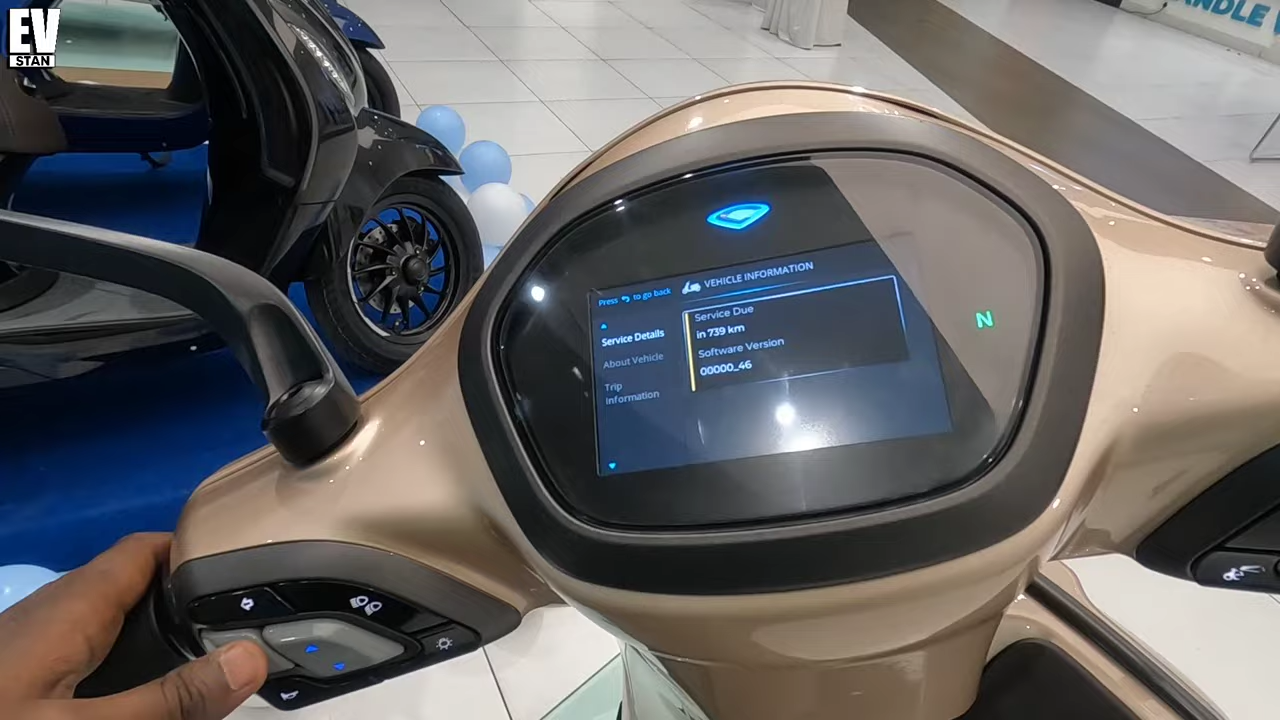 EV
STAN
ANDLE
Press to go back
VEHICLE INFORMATION
Service Details
About Vehicle
Trip
Information
Service Due
in 739 km
Software Version
00000_46
N